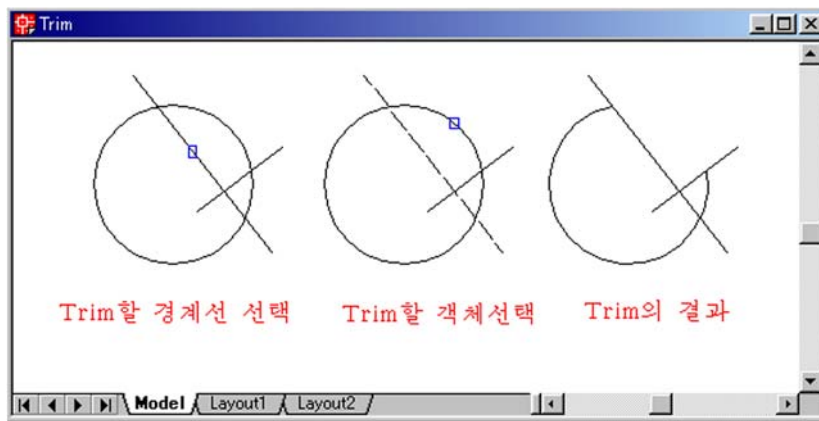 Trim
Trim할 경계선 선택
Trim할 객체선택
Trim의 결과
Model
Layout1
Layout2